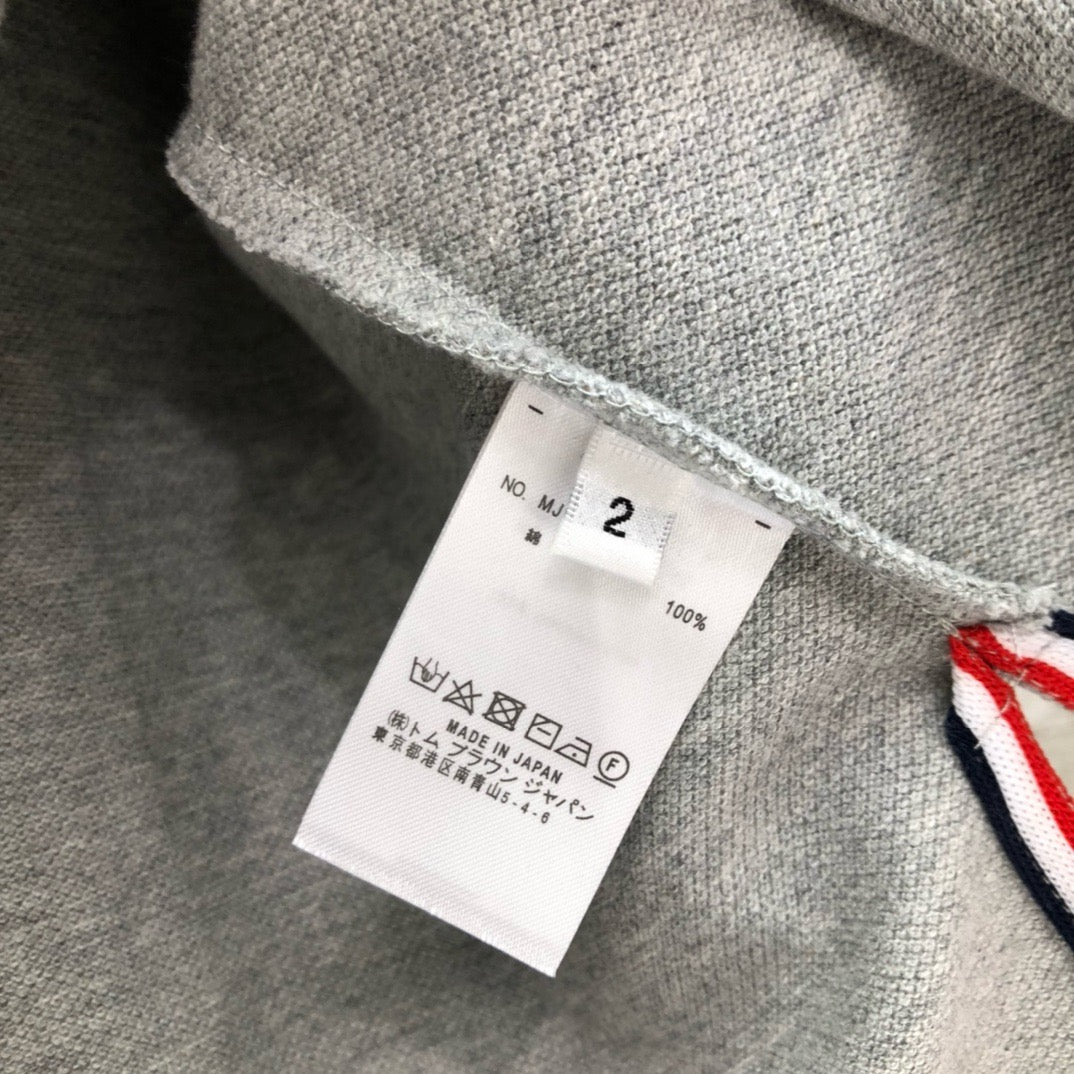 2
NO. MJ
綿 100%
F
MADE IN JAPAN
(株)トム ブラウン ジャパン
東京都港区南青山5-4-6